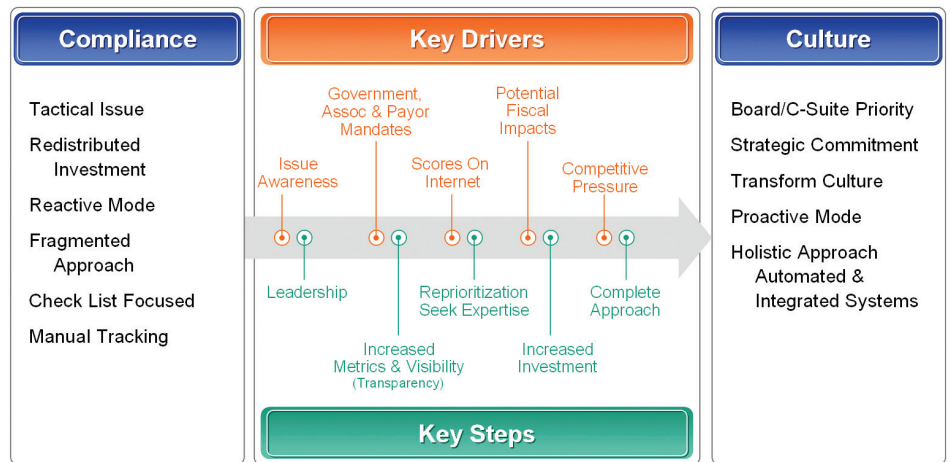 Compliance
Tactical Issue
Redistributed
Investment
Reactive Mode
Fragmented
Approach
Check List Focused
Manual Tracking
Key Drivers
Issue
Awareness
Government,
Assoc & Payor
Mandates
Scores On
Internet
Potential
Fiscal
Impacts
Competitive
Pressure
Leadership
Increased
Metrics & Visibility
(Transparency)
Reprioritization
Seek Expertise
Increased
Investment
Complete
Approach
Key Steps
Culture
Board/C-Suite Priority
Strategic Commitment
Transform Culture
Proactive Mode
Holistic Approach
Automated &
Integrated Systems